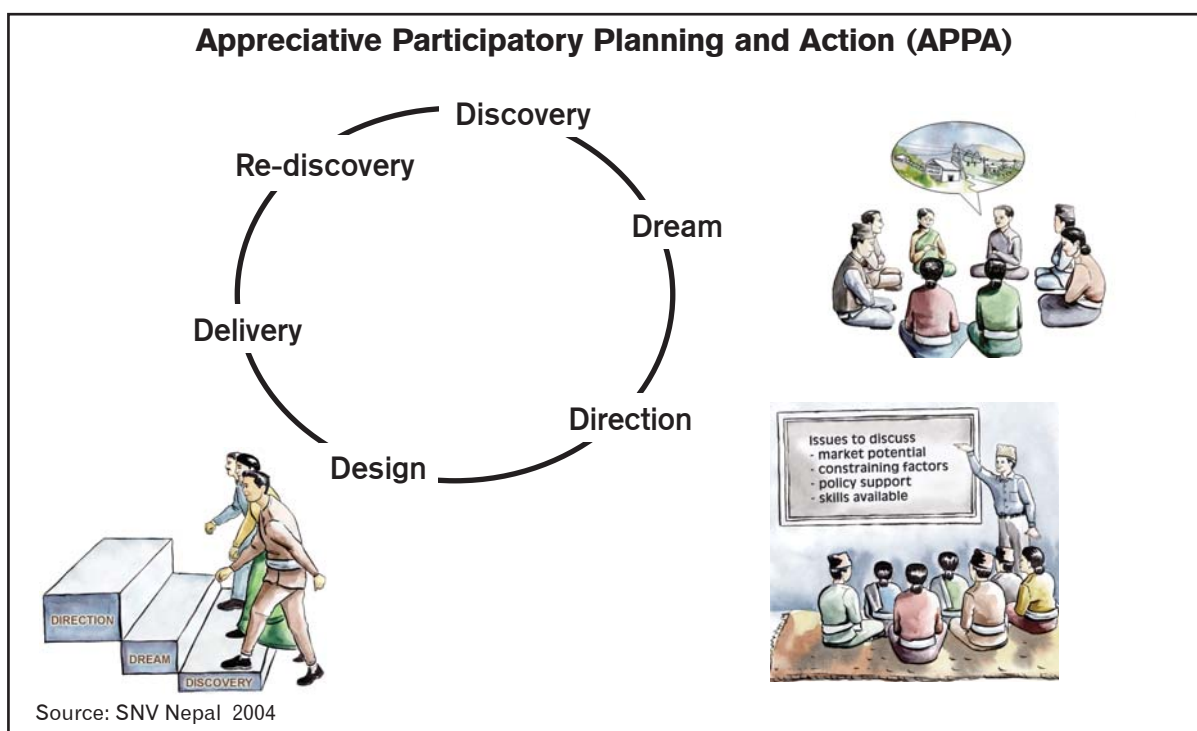 Appreciative Participatory Planning and Action (APPA)
Discovery
Re-discovery
Dream
Delivery
Direction
Design
Issues to discuss
- market potential
- constraining factors
- policy support
- skills available
DIRECTION
DREAM
DISCOVERY
Source: SNV Nepal 2004